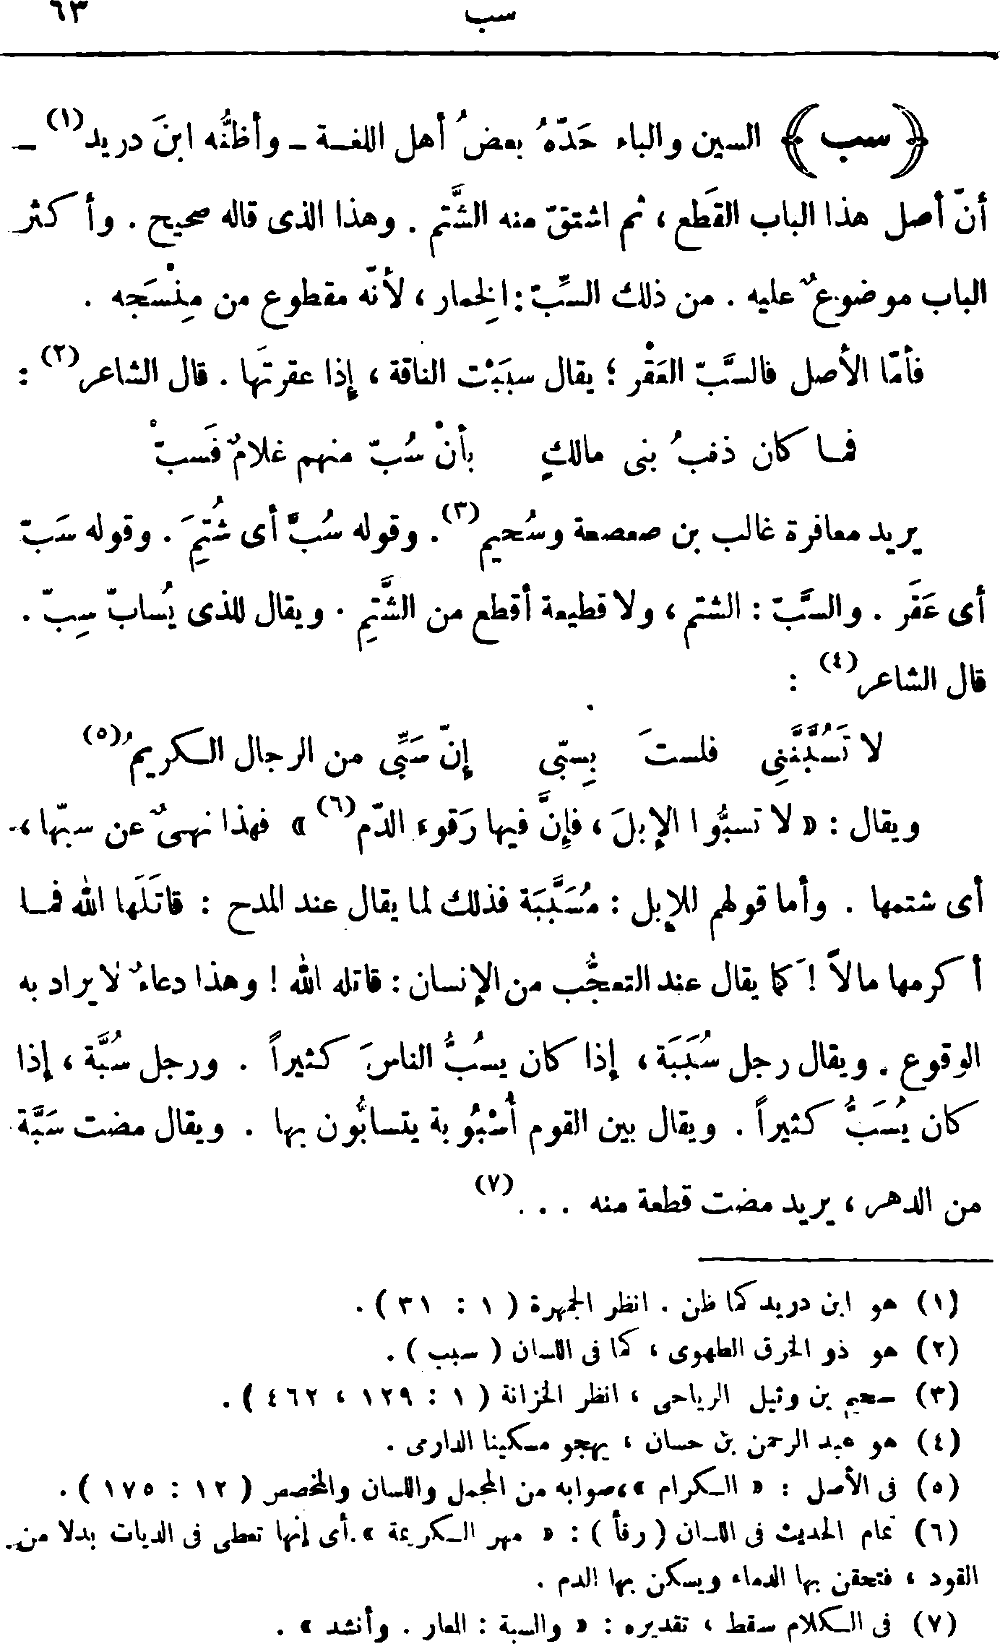 ٦٣ سب
﴿ سب ﴾ السين والباء حَدّهُ بعضُ أهل اللغة ــ وأظنُّه ابنَ دريد(١) ــ
أنّ أصل هذا الباب القَطع ، ثم اشتقّ منه الشَّتم . وهذا الذى قاله صحيح . وأكثر
الباب موضوعٌ عليه . من ذلك السِّبّ : الخِمار ، لأنّه مقطوع من مِنْسَجه .
فأمّا الأصل فالسَّبّ العَقْر ؛ يقال سبَبْت الناقة ، إذا عقرتَها . قال الشاعر(٢) :
فما كان ذنبُ بنى مالكٍ بأنْ سُبّ منهم غلامٌ فَسبّْ
يريد معاقرة غالب بن صعصعة وسُحيم(٣) . وقوله سُبَّ أى شُتِمَ . وقوله سَبّ
أى عَقَر . والسَّبّ : الشتم ، ولا قطيعة أقطع من الشَّتم . ويقال للذى يُسابّ سِبّ .
قال الشاعر(٤) :
لا تَسُبَّنَّنِى فلستَ بِسبّى إنّ سَبِّى من الرجال الكريمُ(٥)
ويقال : « لا تسبُّوا الإبلَ ، فإِنَّ فيها رَقوءَ الدّم(٦) » فهذا نهىٌ عن سبّها ،
أى شتمها . وأما قولهم للإبل : مُسَبَّبَة فذلك لما يقال عند المدح : قاتَلَها الله فما
أكرمها مالاً ! كما يقال عند التعجُّب من الإنسان : قاتله الله ! وهذا دعاءٌ لا يراد به
الوقوع . ويقال رجل سُبَبَة ، إذا كان يسُبُّ الناسَ كثيراً . ورجل سُبَّة ، إذا
كان يُسَبُّ كثيراً . ويقال بين القوم أُسْبُوبة يتسابُّون بها . ويقال مضت سَبَّة
من الدهر ، يريد مضت قطعة منه . . .(٧)
(١) هو ابن دريد كما ظن . انظر الجمهرة ( ١ : ٣١ ) .
(٢) هو ذو الخرق الطهوى ، كما فى اللسان ( سبب ) .
(٣) سحيم بن وثيل الرياحى ، انظر الخزانة ( ١ : ١٢٩ ، ٤٦٢ ) .
(٤) هو عبد الرحمن بن حسان ، يهجو مسكينا الدارمى .
(٥) فى الأصل : « الكرام »، صوابه من المجمل واللسان والمخصص ( ١٢ : ١٧٥ ) .
(٦) تمام الحديث فى اللسان ( رقأ ) : « مهر الكريمة ». أى إنها تعطى فى الديات بدلا من
القود ، فتحقن بها الدماء ويسكن بها الدم .
(٧) فى الكلام سقط ، تقديره : « والسبة : العار . وأنشد » .